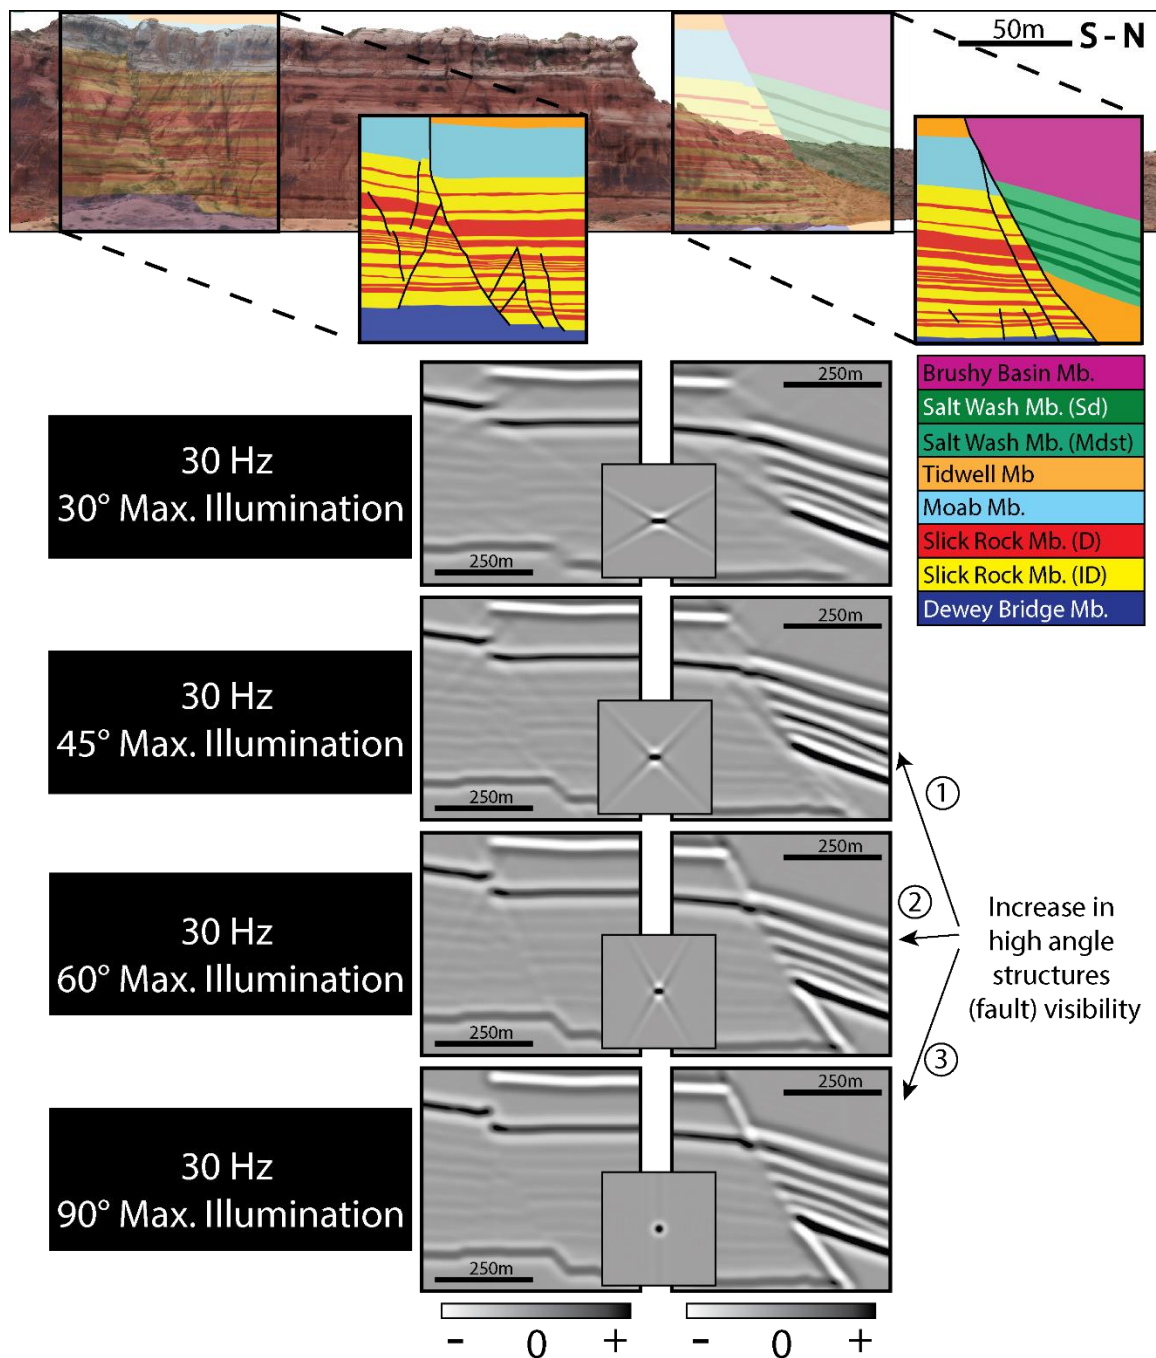 50m S - N
Brushy Basin Mb.
Salt Wash Mb. (Sd)
Salt Wash Mb. (Mdst)
Tidwell Mb
Moab Mb.
Slick Rock Mb. (D)
Slick Rock Mb. (ID)
Dewey Bridge Mb.
30 Hz
30° Max. Illumination
250m
250m
30 Hz
45° Max. Illumination
250m
250m
30 Hz
60° Max. Illumination
250m
250m
30 Hz
90° Max. Illumination
250m
250m
1
2
3
Increase in
high angle
structures
(fault) visibility
- 0 +
- 0 +